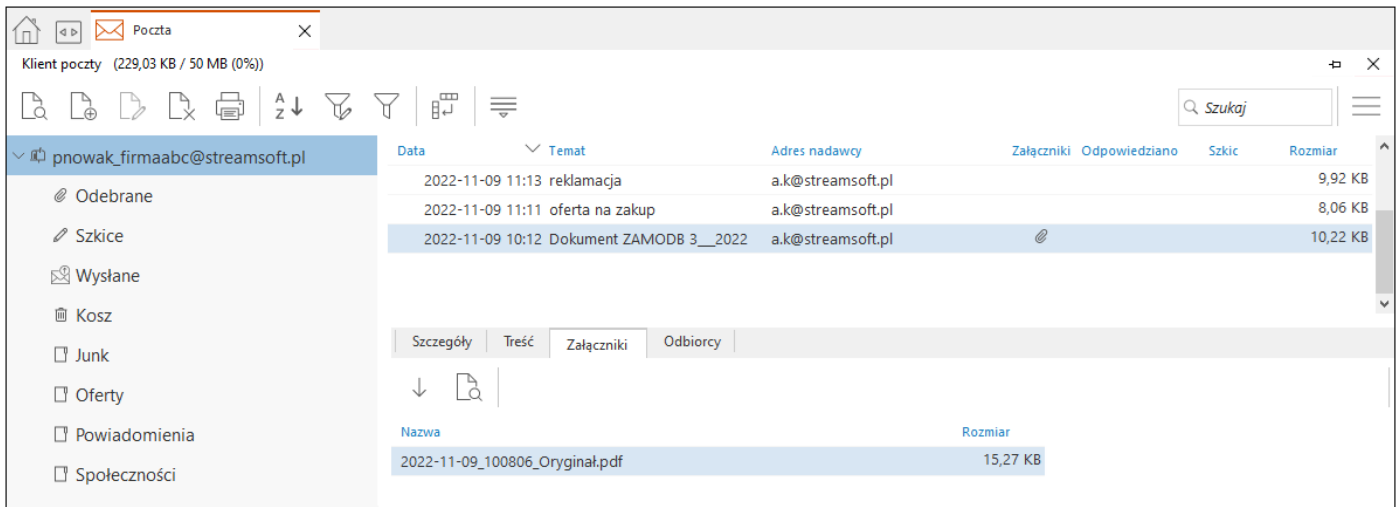 Poczta
Klient poczty (229,03 KB / 50 MB (0%))
Szukaj
pnowak_firmaabc@streamsoft.pl
Odebrane
Szkice
Wysłane
Kosz
Junk
Oferty
Powiadomienia
Społeczności
Data Temat Adres nadawcy Załączniki Odpowiedziano Szkic Rozmiar
2022-11-09 11:13 reklamacja a.k@streamsoft.pl 9,92 KB
2022-11-09 11:11 oferta na zakup a.k@streamsoft.pl 8,06 KB
2022-11-09 10:12 Dokument ZAMODB 3__2022 a.k@streamsoft.pl 10,22 KB
Szczegóły Treść Załączniki Odbiorcy
Nazwa Rozmiar
2022-11-09_100806_Oryginał.pdf 15,27 KB